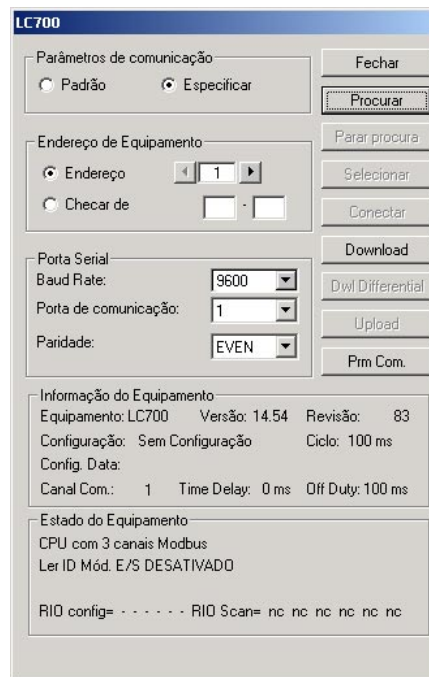 LC700
Parâmetros de comunicação
Padrão Especificar
Fechar
Procurar
Parar procura
Endereço de Equipamento
Endereço 1
Selecionar
Checar de -
Conectar
Download
Porta Serial
Baud Rate: 9600
Dwl Differential
Porta de comunicação: 1
Upload
Paridade: EVEN
Prm Com.
Informação do Equipamento
Equipamento: LC700 Versão: 14.54 Revisão: 83
Configuração: Sem Configuração Ciclo: 100 ms
Config. Data:
Canal Com.: 1 Time Delay: 0 ms Off Duty: 100 ms
Estado do Equipamento
CPU com 3 canais Modbus
Ler ID Mód. E/S DESATIVADO
RIO config= - - - - - - RIO Scan= nc nc nc nc nc nc